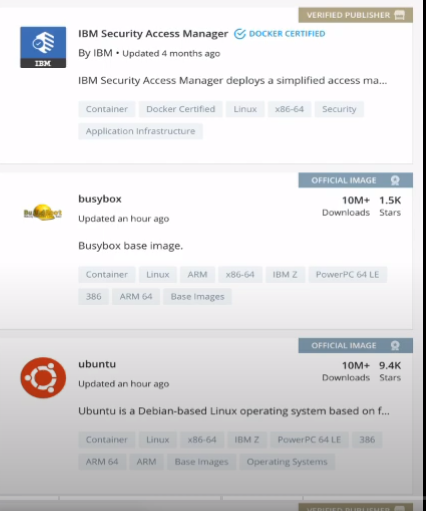 VERIFIED PUBLISHER
IBM Security Access Manager DOCKER CERTIFIED
IBM
By IBM • Updated 4 months ago
IBM Security Access Manager deploys a simplified access ma...
Container Docker Certified Linux x86-64 Security
Application Infrastructure
OFFICIAL IMAGE
busybox 10M+ 1.5K
Updated an hour ago Downloads Stars
Busybox base image.
Container Linux ARM x86-64 IBM Z PowerPC 64 LE
386 ARM 64 Base Images
OFFICIAL IMAGE
ubuntu 10M+ 9.4K
Updated an hour ago Downloads Stars
Ubuntu is a Debian-based Linux operating system based on f...
Container Linux x86-64 IBM Z PowerPC 64 LE 386
ARM 64 ARM Base Images Operating Systems
VERIFIED PUBLISHER